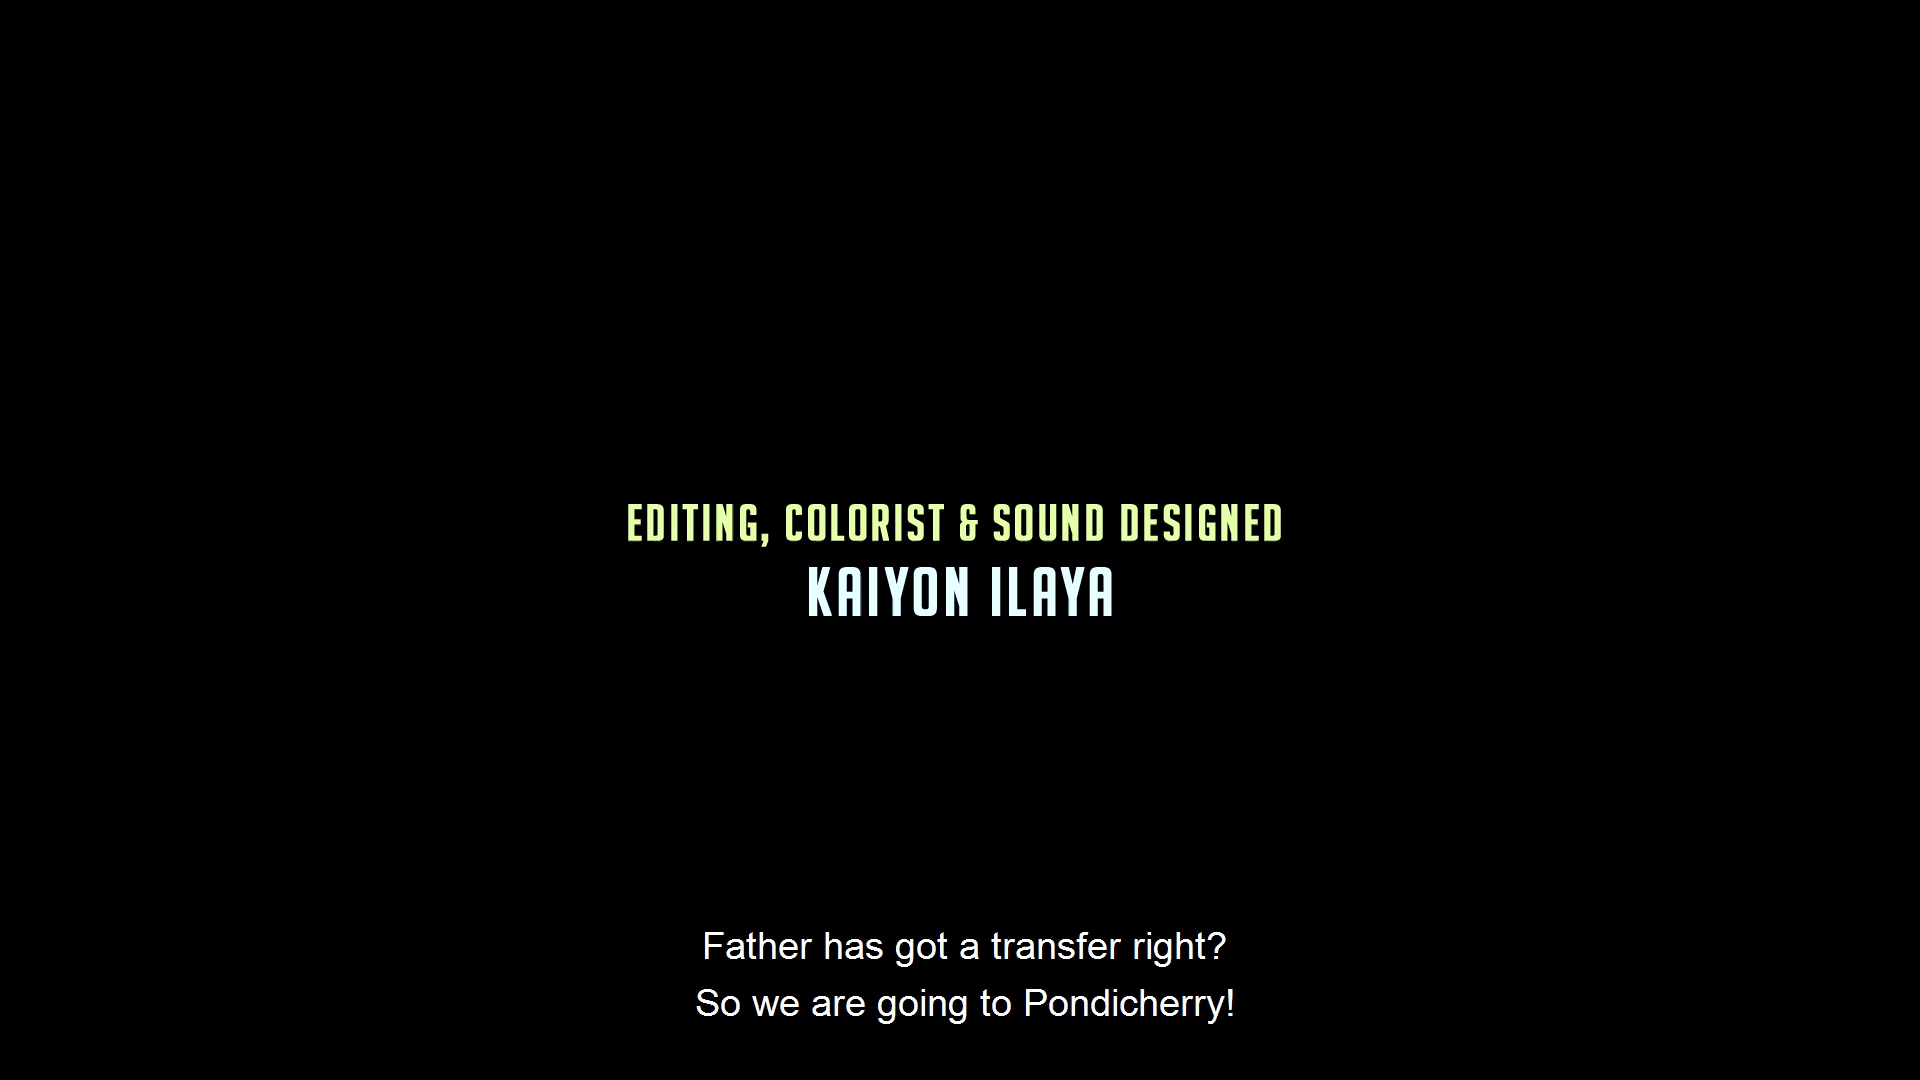 EDITING, COLORIST & SOUND DESIGNED
KAIYON ILAYA
Father has got a transfer right?
So we are going to Pondicherry!